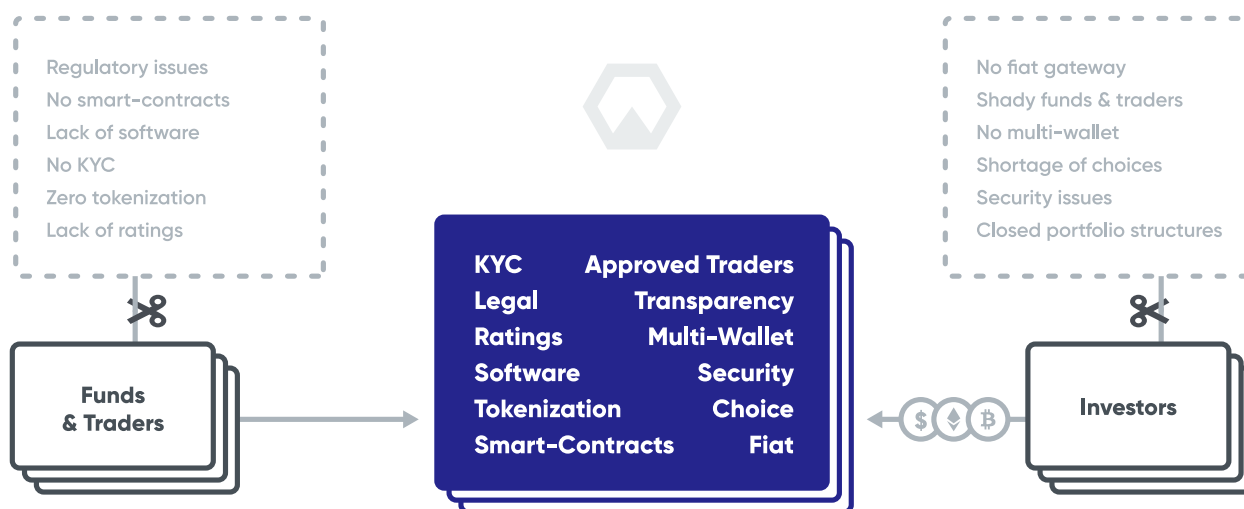 Regulatory issues
No smart-contracts
Lack of software
No KYC
Zero tokenization
Lack of ratings
No fiat gateway
Shady funds & traders
No multi-wallet
Shortage of choices
Security issues
Closed portfolio structures
KYC Approved Traders
Legal Transparency
Ratings Multi-Wallet
Software Security
Tokenization Choice
Smart-Contracts Fiat
Funds
& Traders
$ ₿
Investors